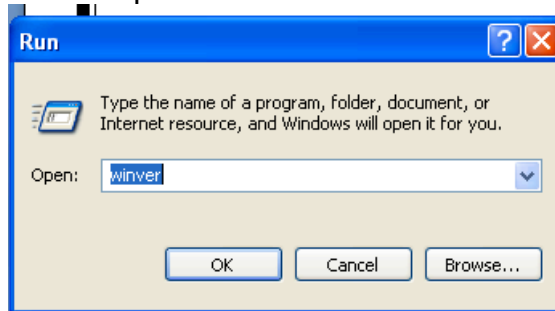 Run
Type the name of a program, folder, document, or
Internet resource, and Windows will open it for you.
Open: winver
OK Cancel Browse...